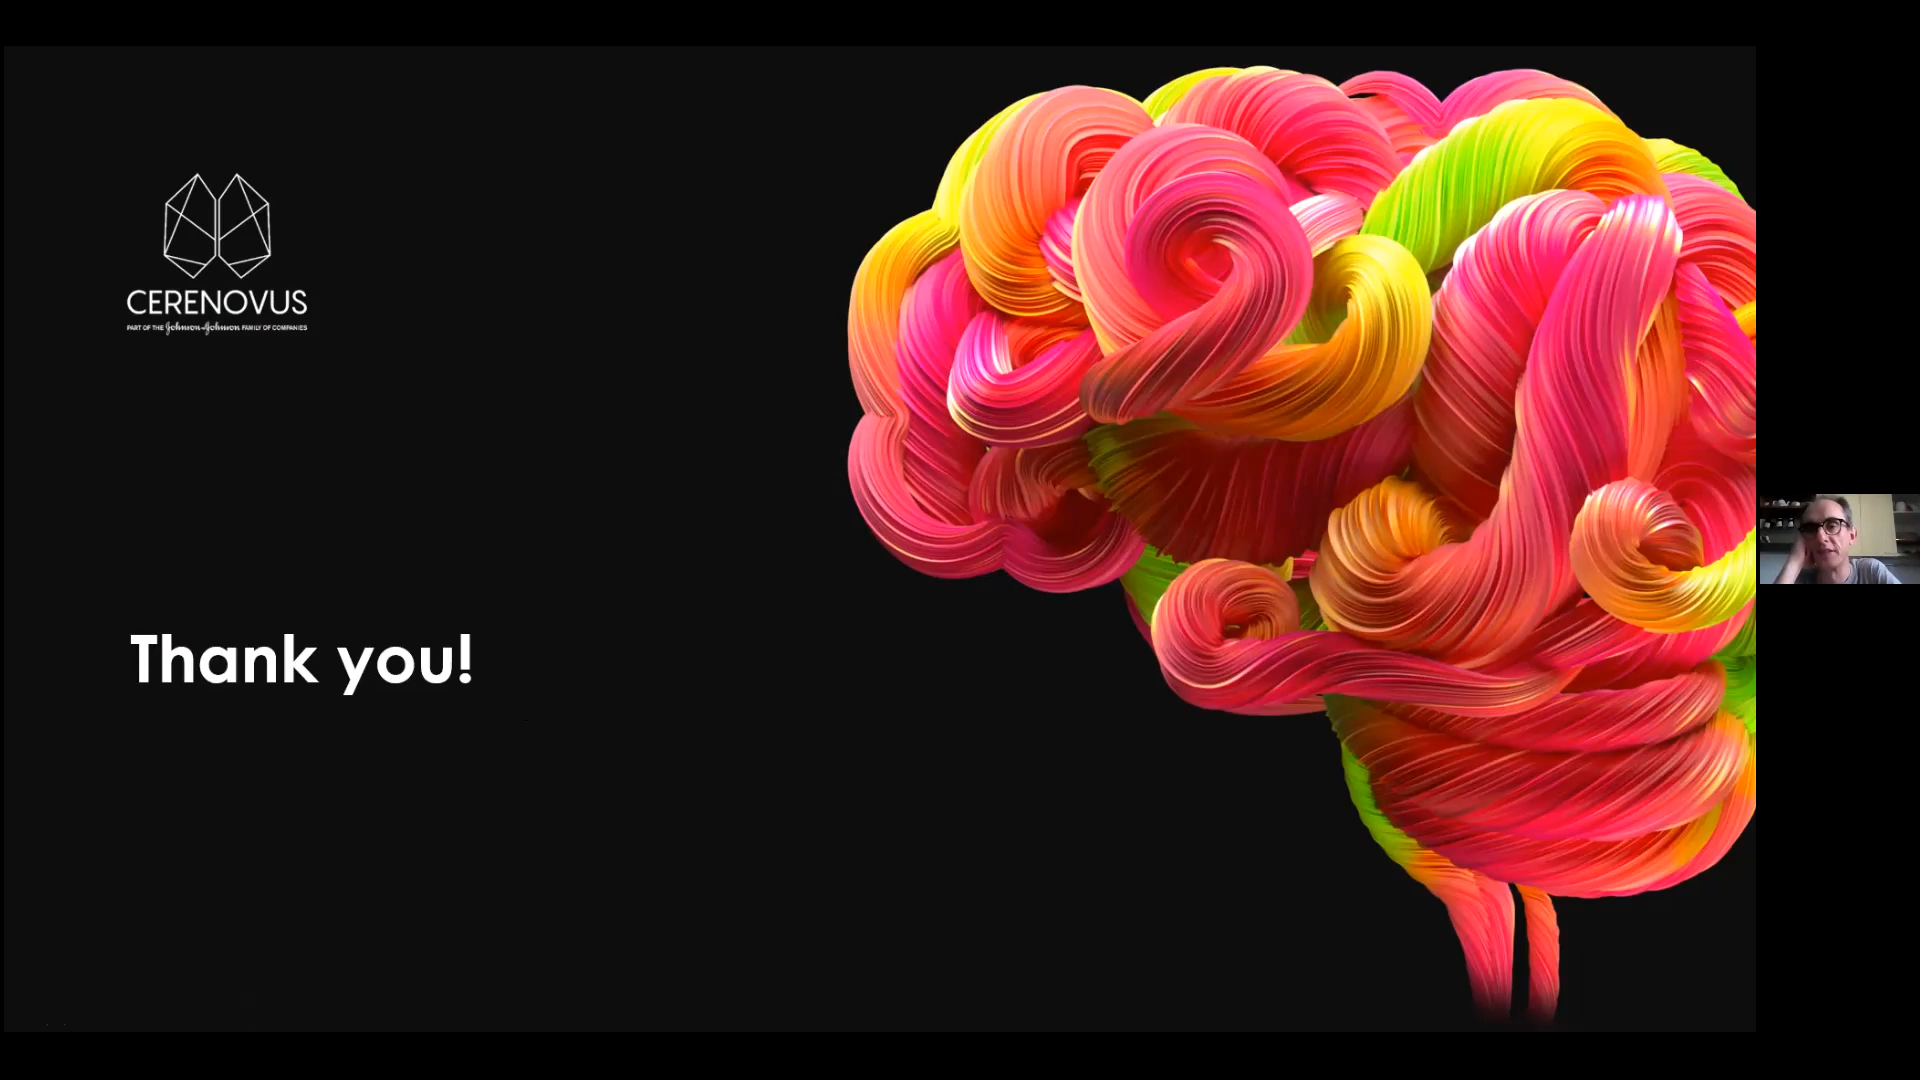 CERENOVUS
PART OF THE Johnson & Johnson FAMILY OF COMPANIES
Thank you!